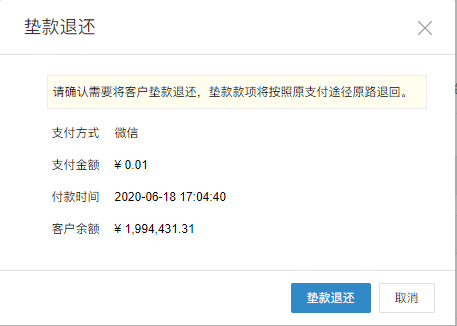 垫款退还
请确认需要将客户垫款退还，垫款款项将按照原支付途径原路退回。
支付方式 微信
支付金额 ¥ 0.01
付款时间 2020-06-18 17:04:40
客户余额 ¥ 1,994,431.31
垫款退还 取消